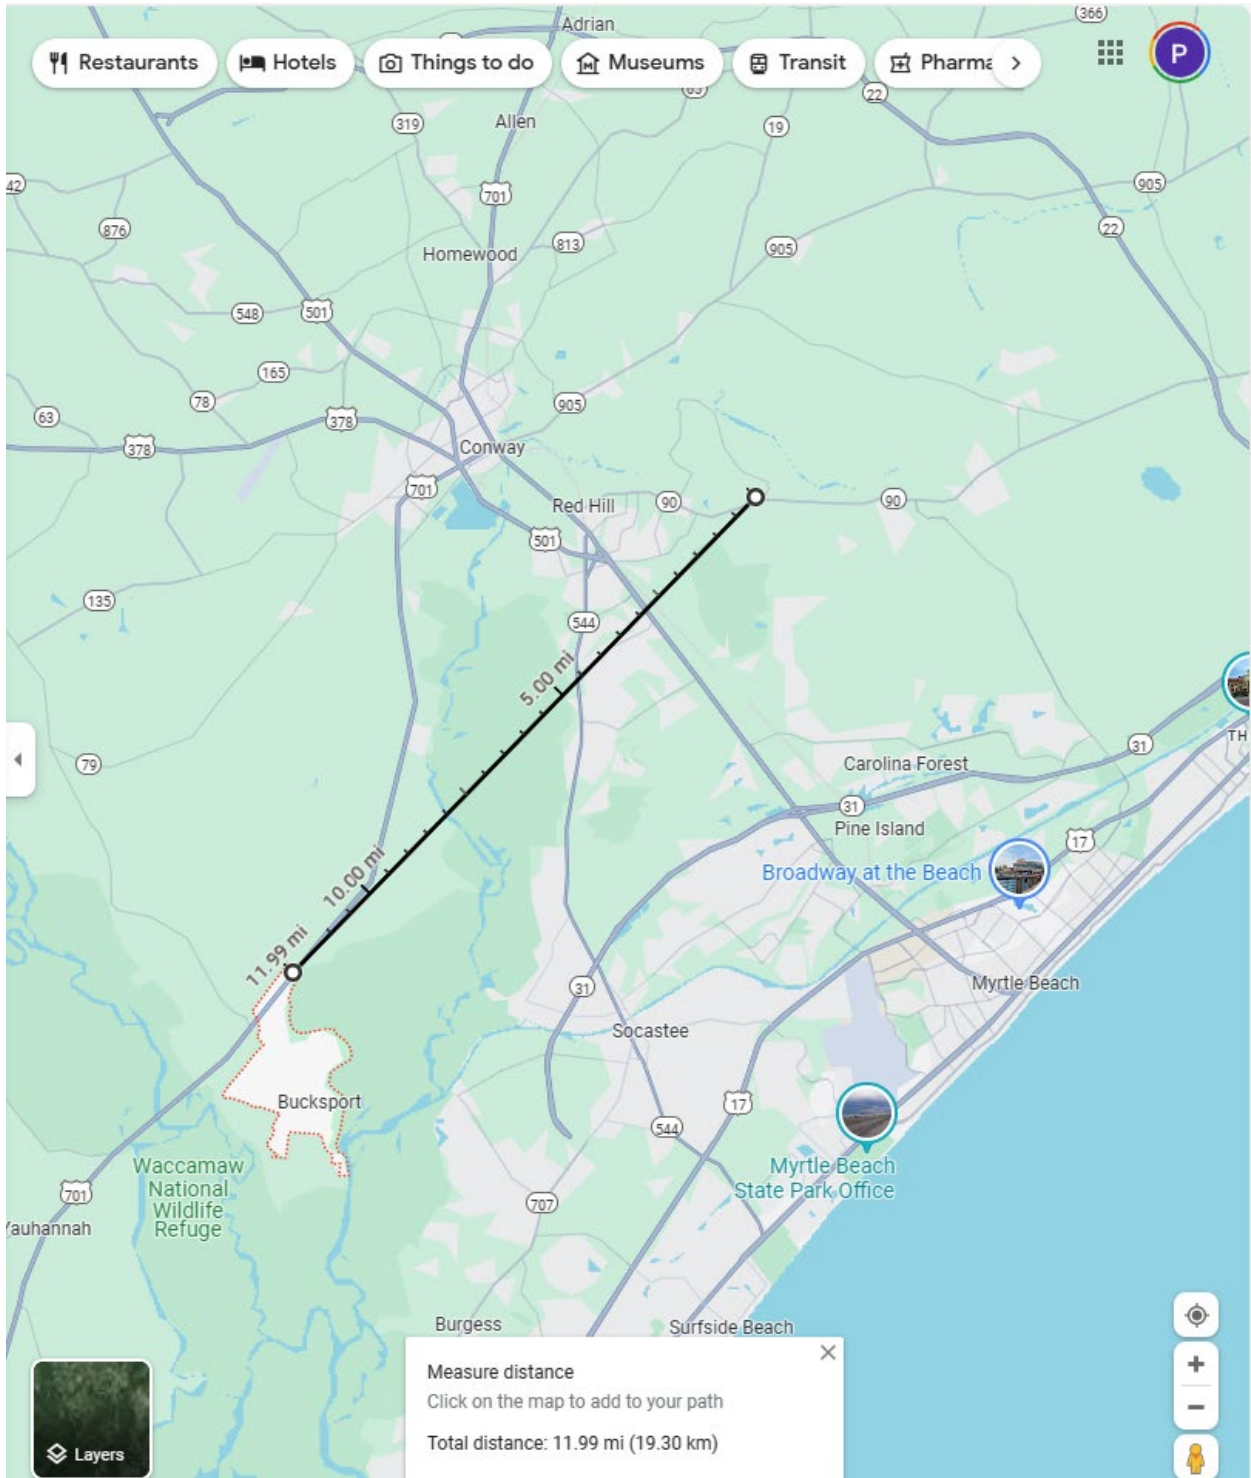 Adrian
366
Restaurants
Hotels
Things to do
Museums
Transit
Pharma
P
65
22
319
Allen
19
42
701
905
876
813
905
22
Homewood
548
501
165
78
905
63
378
378
Conway
701
Red Hill
90
90
501
135
544
5.00 mi
79
31
TH
Carolina Forest
31
Pine Island
17
Broadway at the Beach
10.00 mi
11.99 mi
31
Myrtle Beach
Socastee
Bucksport
17
544
Waccamaw
National
Wildlife
Refuge
Myrtle Beach
State Park Office
701
707
Yauhannah
Burgess
Surfside Beach
Measure distance
Click on the map to add to your path
Total distance: 11.99 mi (19.30 km)
Layers